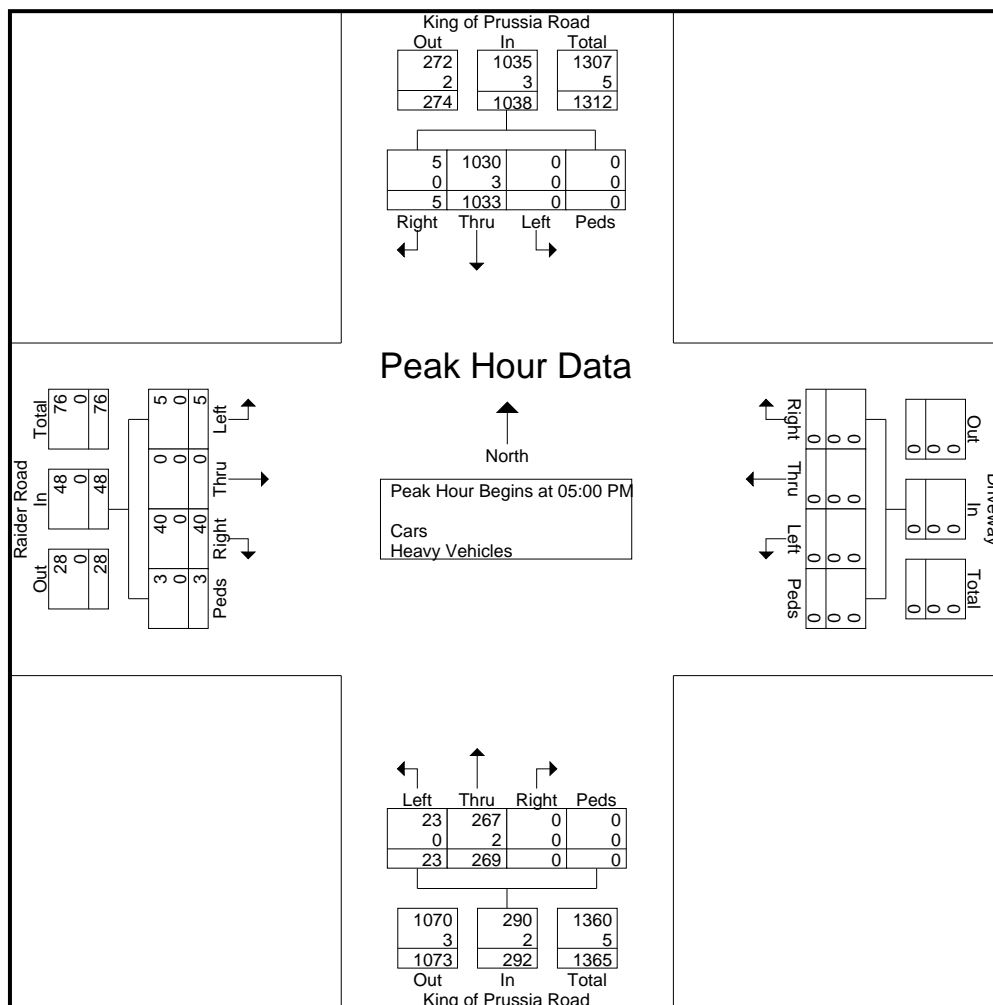 King of Prussia Road
Out In Total
272 1035 1307
2 3 5
274 1038 1312
5 1030 0 0
0 3 0 0
5 1033 0 0
Right Thru Left Peds
Peak Hour Data
North
Peak Hour Begins at 05:00 PM
Cars
Heavy Vehicles
Raider Road
Out In Total
28 48 76
0 0 0
28 48 76
Peds Right Thru Left
3 40 0 5
0 0 0 0
3 40 0 5
Driveway
Out In Total
0 0 0
0 0 0
0 0 0
Right Thru Left Peds
0 0 0 0
0 0 0 0
0 0 0 0
Left Thru Right Peds
23 267 0 0
0 2 0 0
23 269 0 0
1070 290 1360
3 2 5
1073 292 1365
Out In Total
King of Prussia Road